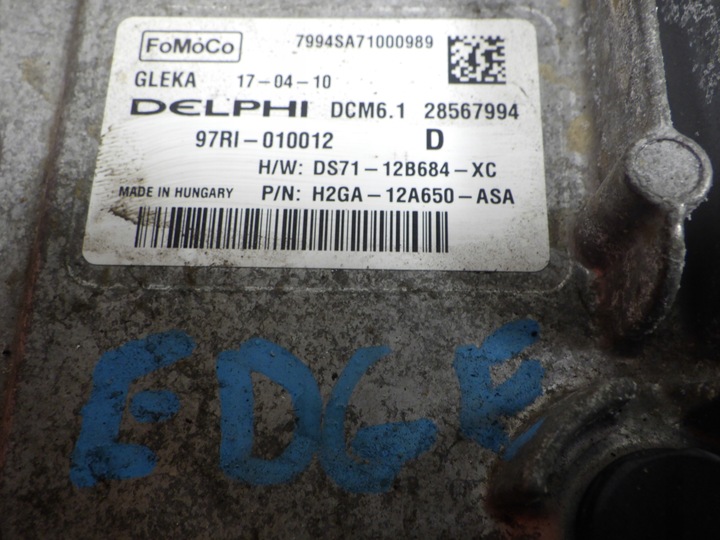 FoMoCo 7994SA71000989
GLEKA 17-04-10
DELPHI DCM6.1 28567994
97RI-010012 D
H/W: DS71-12B684-XC
MADE IN HUNGARY P/N: H2GA-12A650-ASA
EDGE